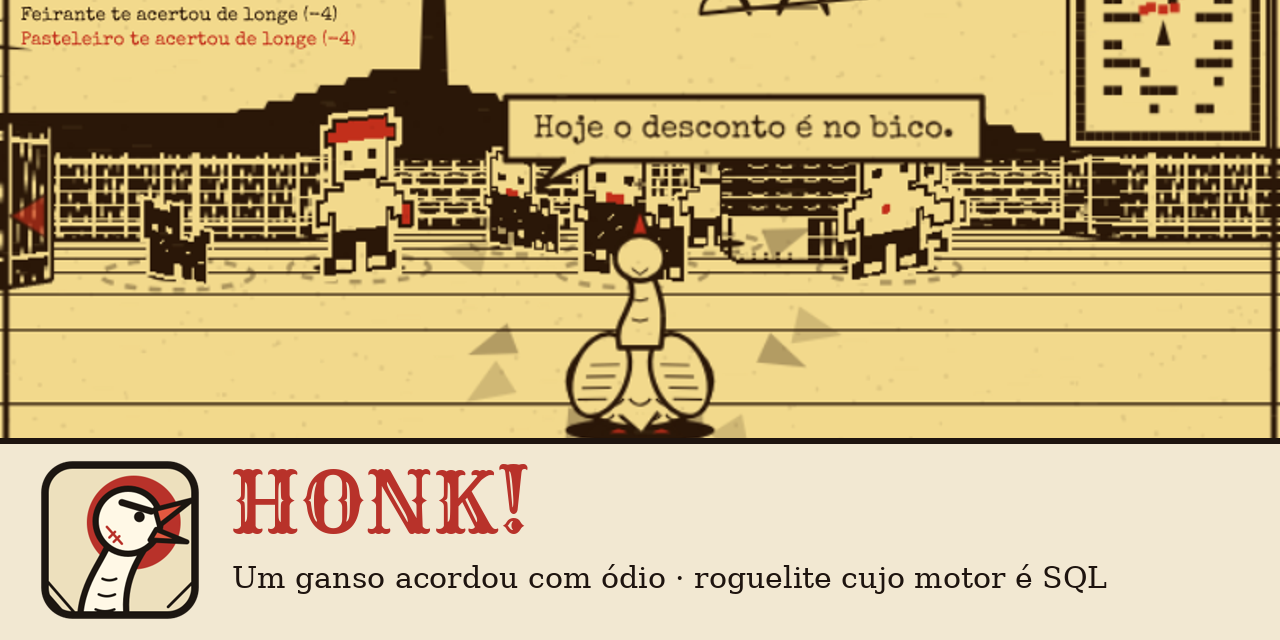 Feirante te acertou de longe (-4)
Pasteleiro te acertou de longe (-4)
Hoje o desconto é no bico.
HONK!
Um ganso acordou com ódio · roguelite cujo motor é SQL